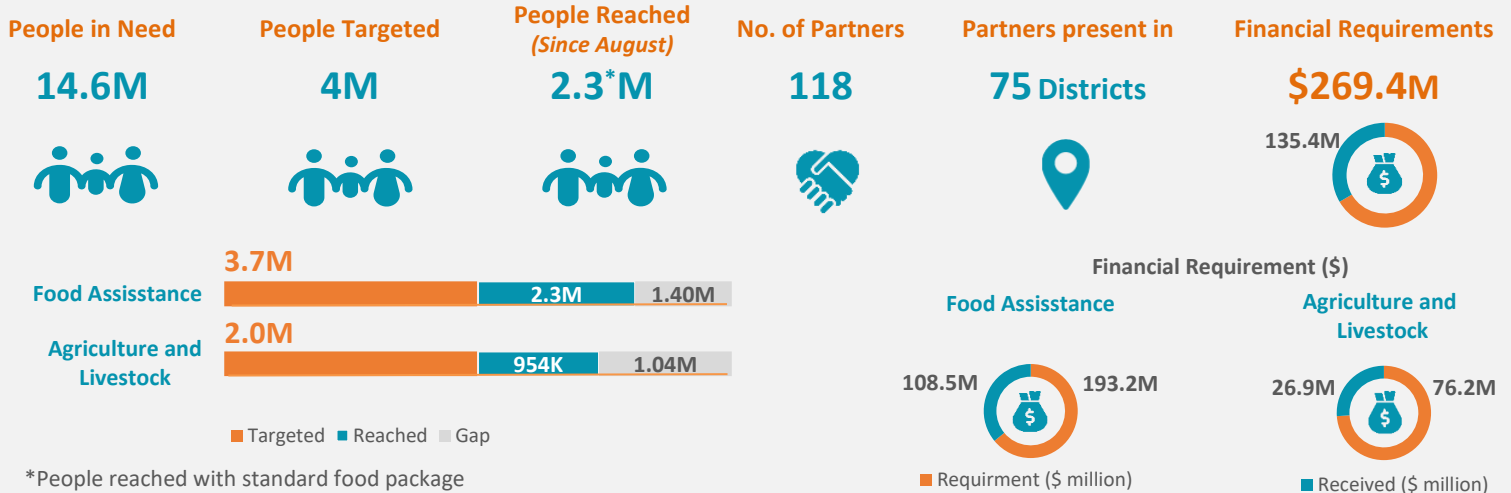 People in Need
14.6M
People Targeted
4M
People Reached
(Since August)
2.3*M
No. of Partners
118
Partners present in
75 Districts
Financial Requirements
$269.4M
135.4M
$
3.7M
Food Assisstance
2.3M
1.40M
2.0M
Agriculture and
Livestock
954K
1.04M
Targeted
Reached
Gap
*People reached with standard food package
Financial Requirement ($)
Food Assisstance
108.5M
$
193.2M
Requirment ($ million)
Agriculture and
Livestock
26.9M
$
76.2M
Received ($ million)